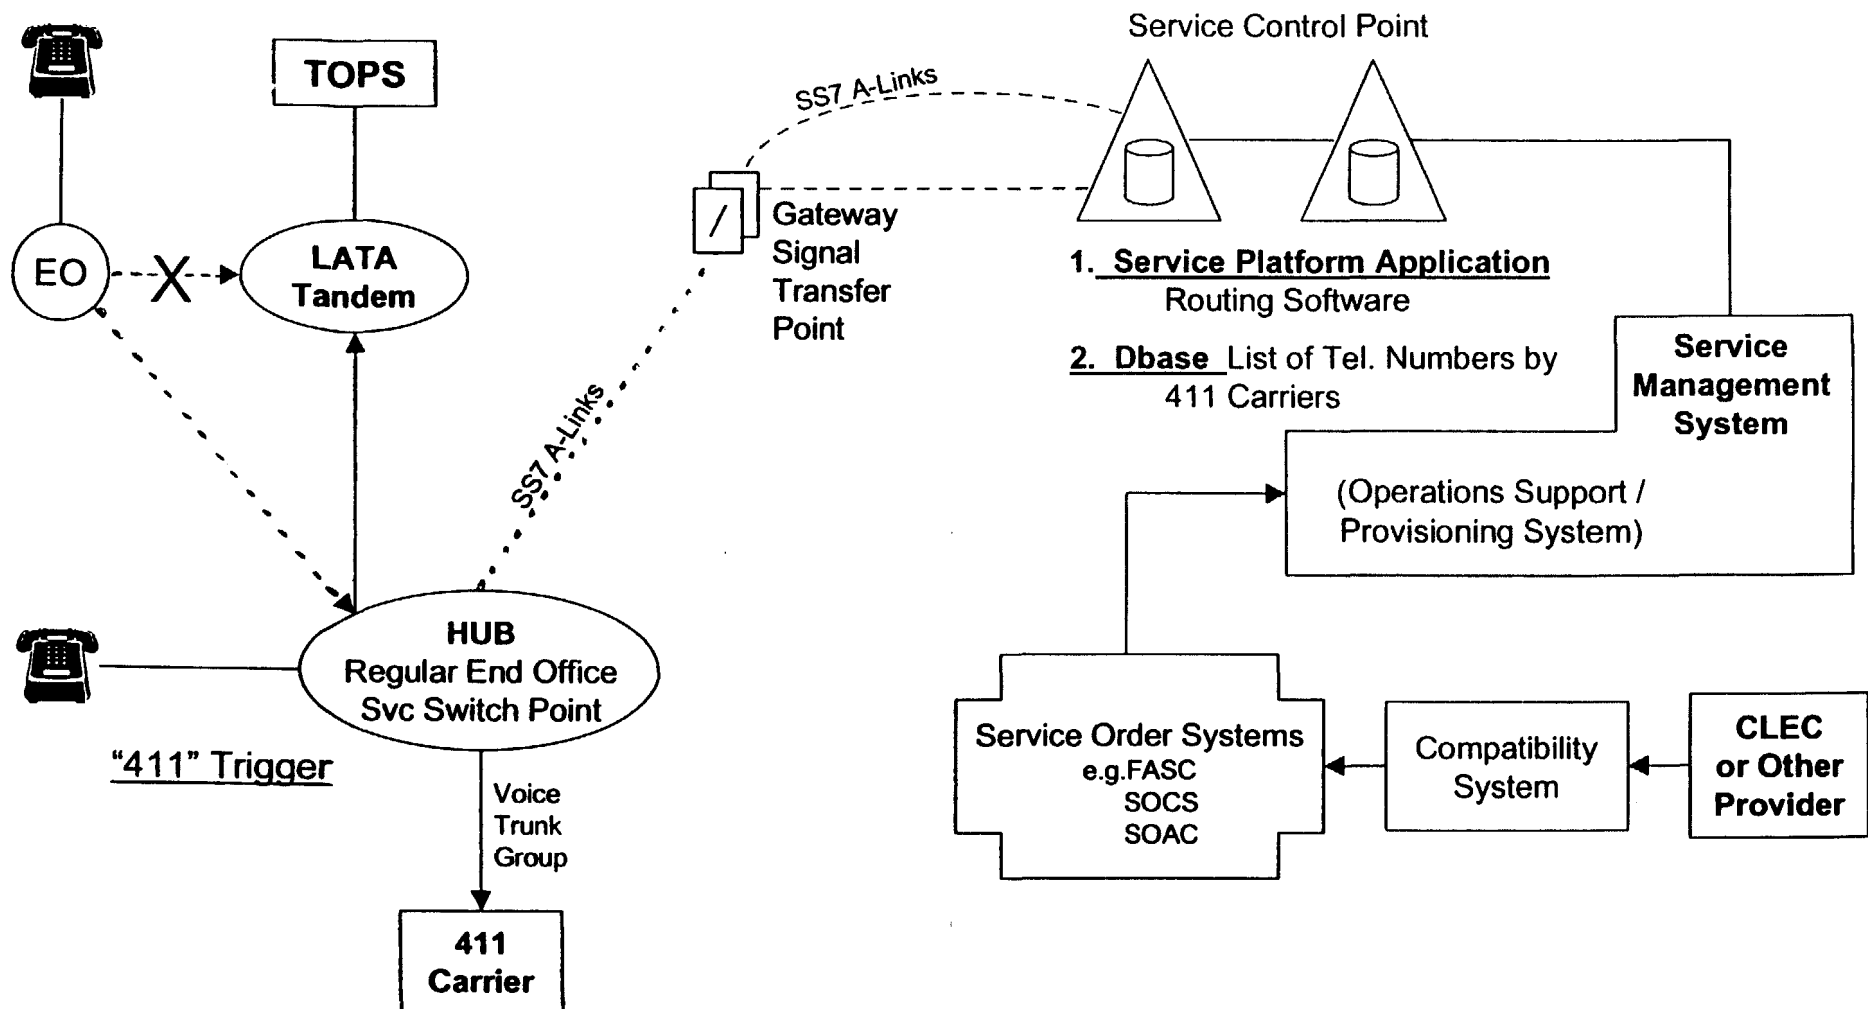 Service Control Point
TOPS
SS7 A-Links
EO
X
LATA
Tandem
/
Gateway
Signal
Transfer
Point
1. Service Platform Application
Routing Software
2. Dbase List of Tel. Numbers by
411 Carriers
Service
Management
System
(Operations Support /
Provisioning System)
SS7 A-Links
HUB
Regular End Office
Svc Switch Point
“411” Trigger
Voice
Trunk
Group
411
Carrier
Service Order Systems
e.g.FASC
SOCS
SOAC
Compatibility
System
CLEC
or Other
Provider